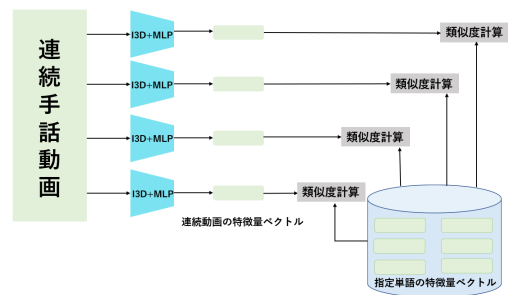 連続手話動画
I3D+MLP
類似度計算
I3D+MLP
類似度計算
I3D+MLP
類似度計算
I3D+MLP
類似度計算
連続動画の特徴量ベクトル
指定単語の特徴量ベクトル